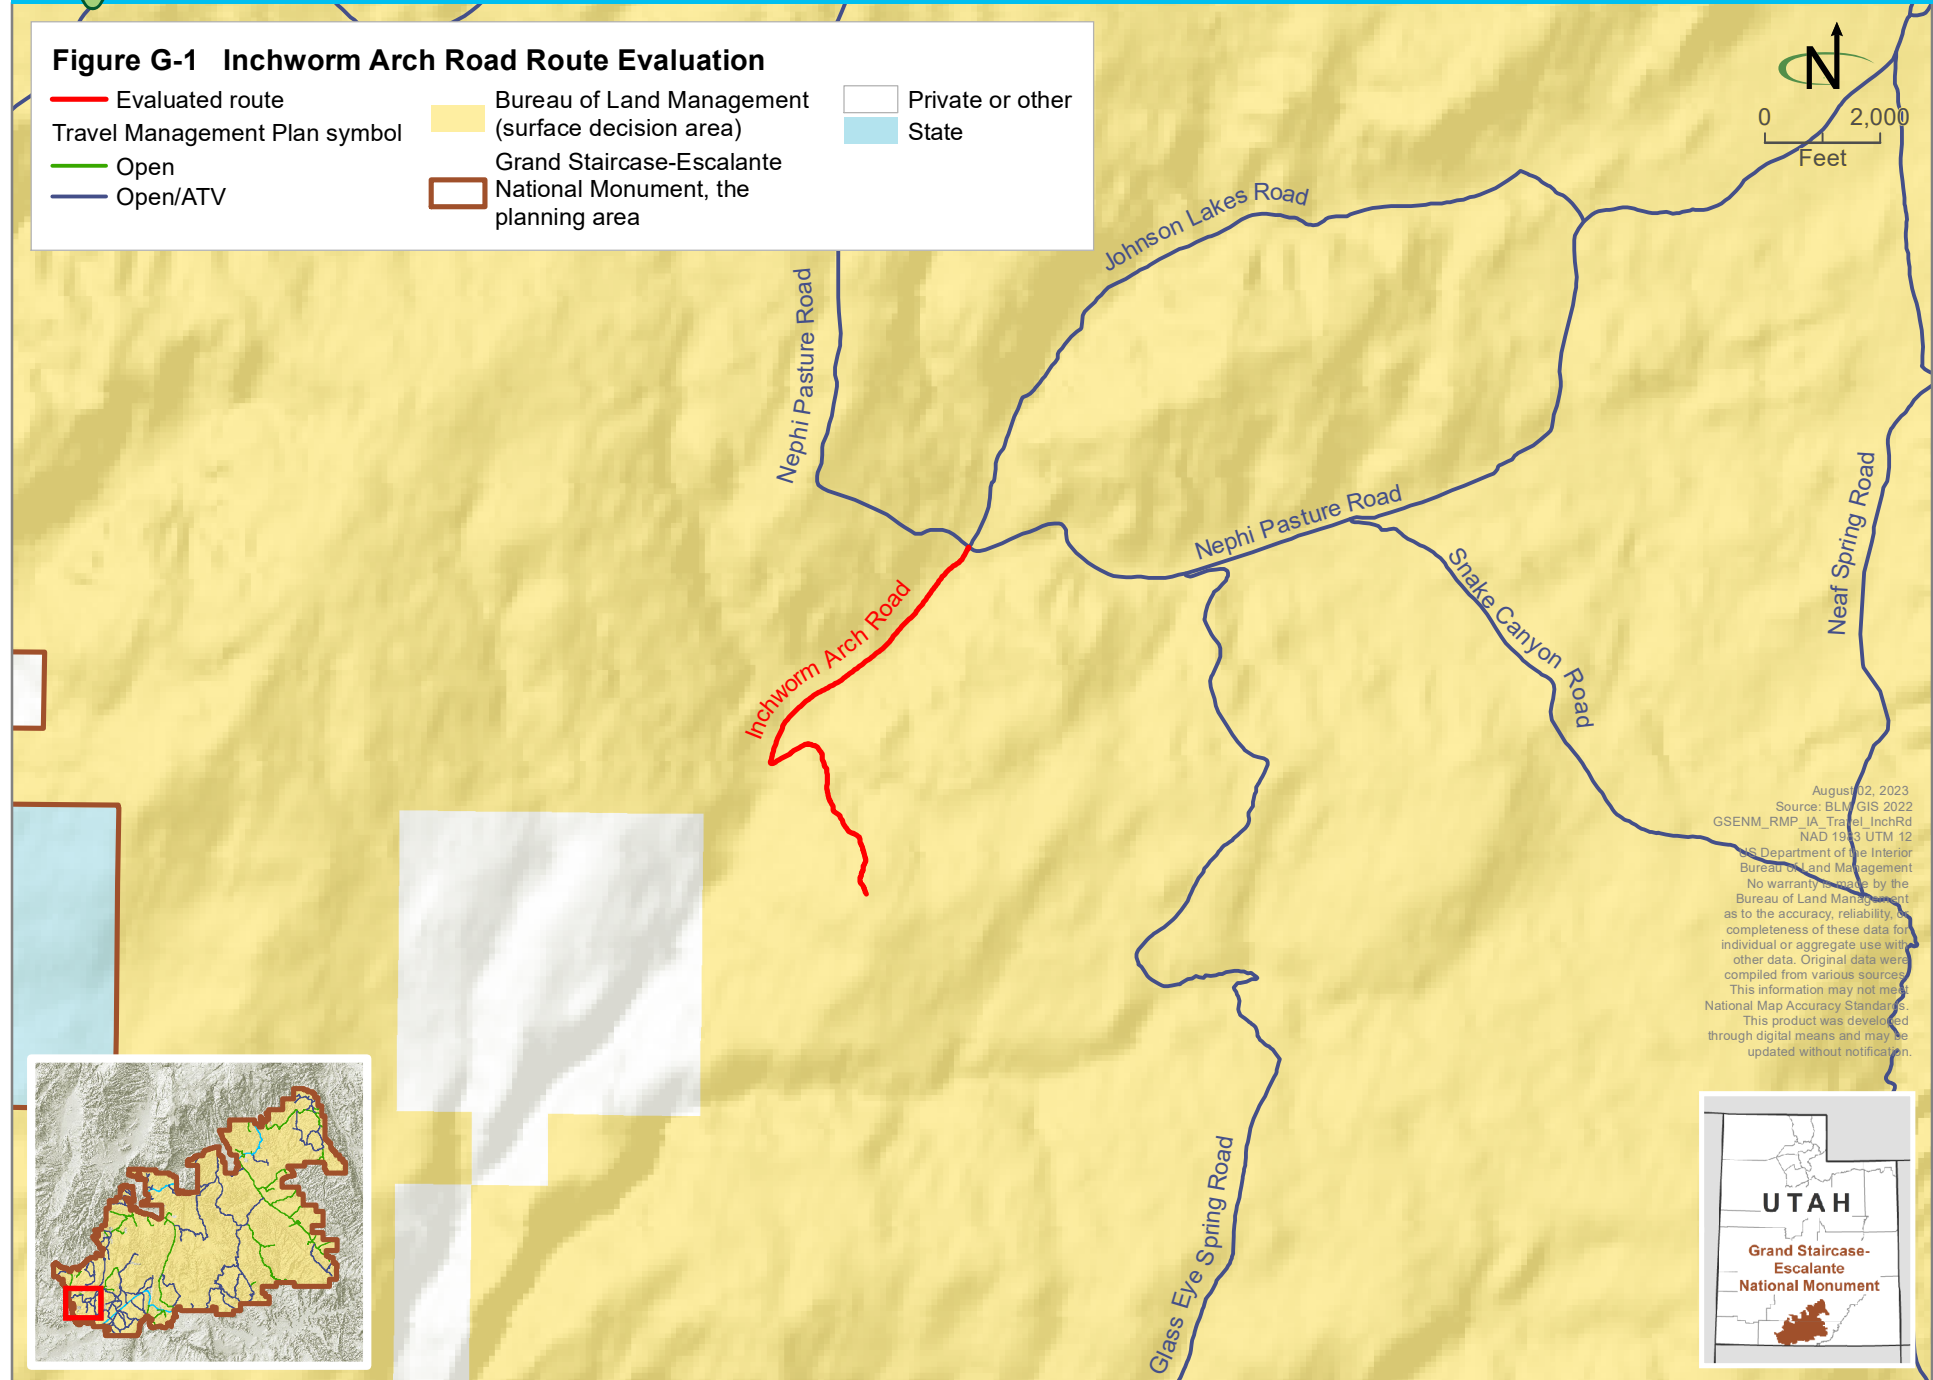 Figure G-1 Inchworm Arch Road Route Evaluation
Evaluated route
Travel Management Plan symbol
Open
Open/ATV
Bureau of Land Management
(surface decision area)
Grand Staircase-Escalante
National Monument, the
planning area
Private or other
State
N
0 2,000
Feet
Johnson Lakes Road
Nephi Pasture Road
Nephi Pasture Road
Neaf Spring Road
Snake Canyon Road
Inchworm Arch Road
Glass Eye Spring Road
August 02, 2023
Source: BLM GIS 2022
GSENM_RMP_IA_Travel_InchRd
NAD 1983 UTM 12
US Department of the Interior
Bureau of Land Management
No warranty is made by the
Bureau of Land Management
as to the accuracy, reliability, or
completeness of these data for
individual or aggregate use with
other data. Original data were
compiled from various sources.
This information may not meet
National Map Accuracy Standards.
This product was developed
through digital means and may be
updated without notification.
UTAH
Grand Staircase-
Escalante
National Monument